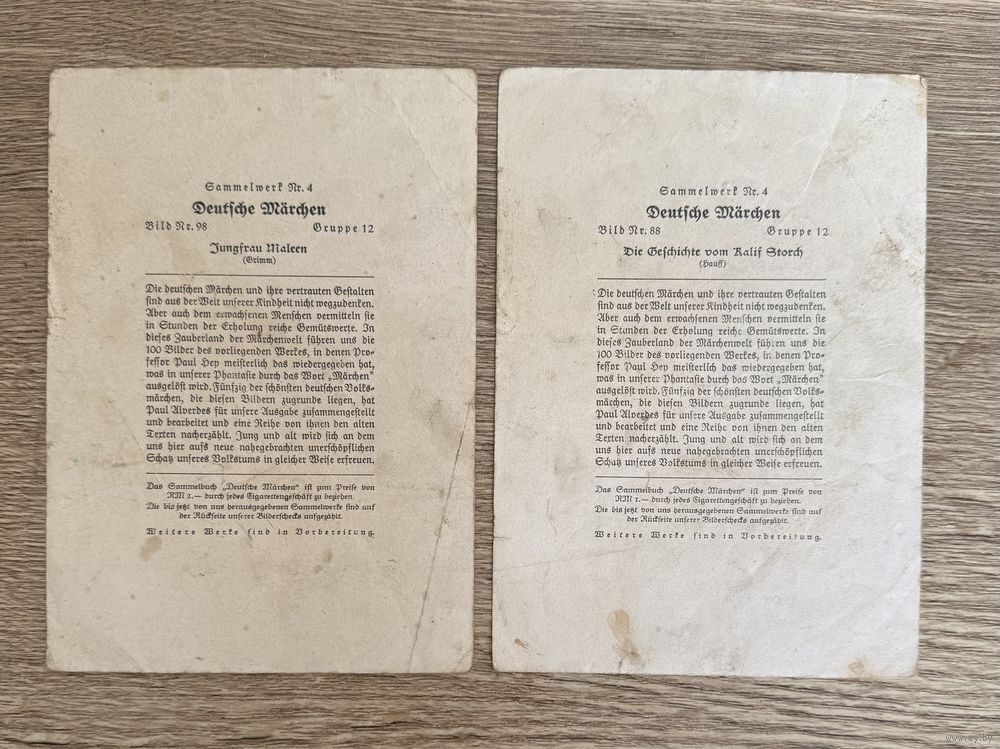 Sammelwerk Nr. 4
Deutsche Märchen
Bild Nr. 98 Gruppe 12
Jungfrau Maleen
(Grimm)
Die deutschen Märchen und ihre vertrauten Gestalten
sind aus der Welt unserer Kindheit nicht wegzudenken.
Aber auch dem erwachsenen Menschen vermitteln sie
in Stunden der Erholung reiche Gemütswerte. In
dieses Zauberland der Märchenwelt führen uns die
100 Bilder des vorliegenden Werkes, in denen Pro-
fessor Paul Hey meisterlich das wiedergegeben hat,
was in unserer Phantasie durch das Wort „Märchen"
ausgelöst wird. Fünfzig der schönsten deutschen Volks-
märchen, die diesen Bildern zugrunde liegen, hat
Paul Alverdes für unsere Ausgabe zusammengestellt
und bearbeitet und eine Reihe von ihnen den alten
Texten nacherzählt. Jung und alt wird sich an dem
uns hier aufs neue nahegebrachten unerschöpflichen
Schatz unseres Volkstums in gleicher Weise erfreuen.
Das Sammelbuch „Deutsche Märchen" ist zum Preise von
RM 1.— durch jedes Cigarettengeschäft zu beziehen.
Die bis jetzt von uns herausgegebenen Sammelwerke sind auf
der Rückseite unserer Bilderschecks aufgezählt.
Weitere Werke sind in Vorbereitung.
Sammelwerk Nr. 4
Deutsche Märchen
Bild Nr. 88 Gruppe 12
Die Geschichte vom Kalif Storch
(Hauff)
Die deutschen Märchen und ihre vertrauten Gestalten
sind aus der Welt unserer Kindheit nicht wegzudenken.
Aber auch dem erwachsenen Menschen vermitteln sie
in Stunden der Erholung reiche Gemütswerte. In
dieses Zauberland der Märchenwelt führen uns die
100 Bilder des vorliegenden Werkes, in denen Pro-
fessor Paul Hey meisterlich das wiedergegeben hat,
was in unserer Phantasie durch das Wort „Märchen"
ausgelöst wird. Fünfzig der schönsten deutschen Volks-
märchen, die diesen Bildern zugrunde liegen, hat
Paul Alverdes für unsere Ausgabe zusammengestellt
und bearbeitet und eine Reihe von ihnen den alten
Texten nacherzählt. Jung und alt wird sich an dem
uns hier aufs neue nahegebrachten unerschöpflichen
Schatz unseres Volkstums in gleicher Weise erfreuen.
Das Sammelbuch „Deutsche Märchen" ist zum Preise von
RM 1.— durch jedes Cigarettengeschäft zu beziehen.
Die bis jetzt von uns herausgegebenen Sammelwerke sind auf
der Rückseite unserer Bilderschecks aufgezählt.
Weitere Werke sind in Vorbereitung.
www.ay.by